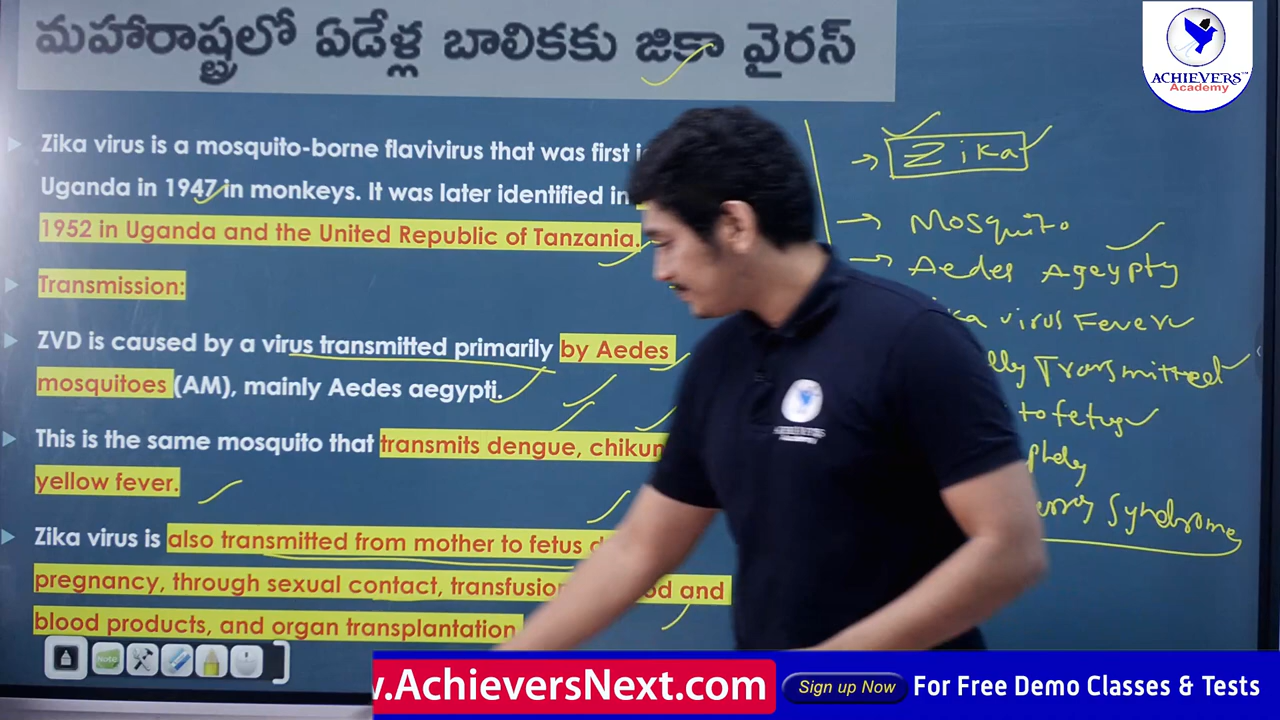 మహారాష్ట్రలో ఏడేళ్ల బాలికకు జికా వైరస్
ACHIEVERS
Academy
Zika virus is a mosquito-borne flavivirus that was first
Uganda in 1947 in monkeys. It was later identified in
1952 in Uganda and the United Republic of Tanzania.
Transmission:
ZVD is caused by a virus transmitted primarily by Aedes
mosquitoes (AM), mainly Aedes aegypti.
This is the same mosquito that transmits dengue, chikun
yellow fever.
Zika virus is also transmitted from mother to fetus d
pregnancy, through sexual contact, transfusion and
blood products, and organ transplantation
→ Zika
→ Mosquito
→ Aedes Ageypty
ka virus Fever
lly Transmitted
to fetus
Syndrome
ACHIEVERS
Academy
Note
.AchieversNext.com
Sign up Now
For Free Demo Classes & Tests